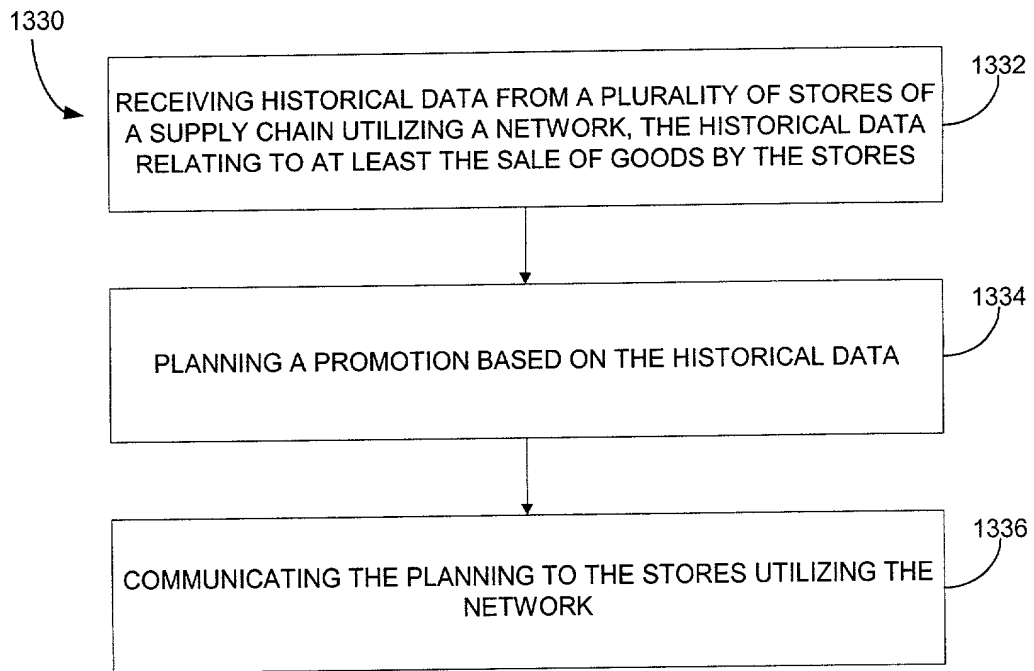 1330
1332
RECEIVING HISTORICAL DATA FROM A PLURALITY OF STORES OF
A SUPPLY CHAIN UTILIZING A NETWORK, THE HISTORICAL DATA
RELATING TO AT LEAST THE SALE OF GOODS BY THE STORES
1334
PLANNING A PROMOTION BASED ON THE HISTORICAL DATA
1336
COMMUNICATING THE PLANNING TO THE STORES UTILIZING THE
NETWORK